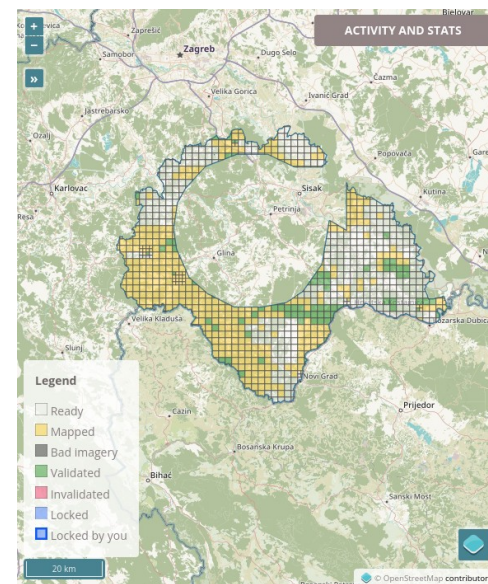 Bjelovar
Zaprešić
Zagreb
Dugo Selo
Samobor
ACTIVITY AND STATS
+
−
»
Čazma
Ivanić Grad
Velika Gorica
Jastrebarsko
Ozalj
Popovača
Karlovac
Sisak
Kutina
Petrinja
Glina
Velika Kladuša
Slunj
Novi Grad
Prijedor
Cazin
Bosanska Krupa
Bihać
Sanski Most
Legend
Ready
Mapped
Bad imagery
Validated
Invalidated
Locked
Locked by you
20 km
© OpenStreetMap contributor